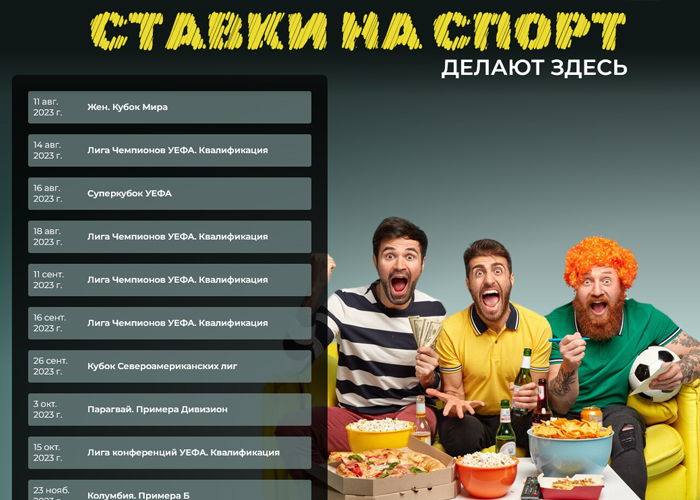 СТАВКИ НА СПОРТ
ДЕЛАЮТ ЗДЕСЬ
11 авг.
2023 г.
Жен. Кубок Мира
14 авг.
2023 г.
Лига Чемпионов УЕФА. Квалификация
16 авг.
2023 г.
Суперкубок УЕФА
18 авг.
2023 г.
Лига Чемпионов УЕФА. Квалификация
11 сент.
2023 г.
Лига Чемпионов УЕФА. Квалификация
16 сент.
2023 г.
Лига Чемпионов УЕФА. Квалификация
26 сент.
2023 г.
Кубок Североамериканских лиг
3 окт.
2023 г.
Парагвай. Примера Дивизион
15 окт.
2023 г.
Лига конференций УЕФА. Квалификация
23 нояб.
2023 г.
Колумбия. Примера Б